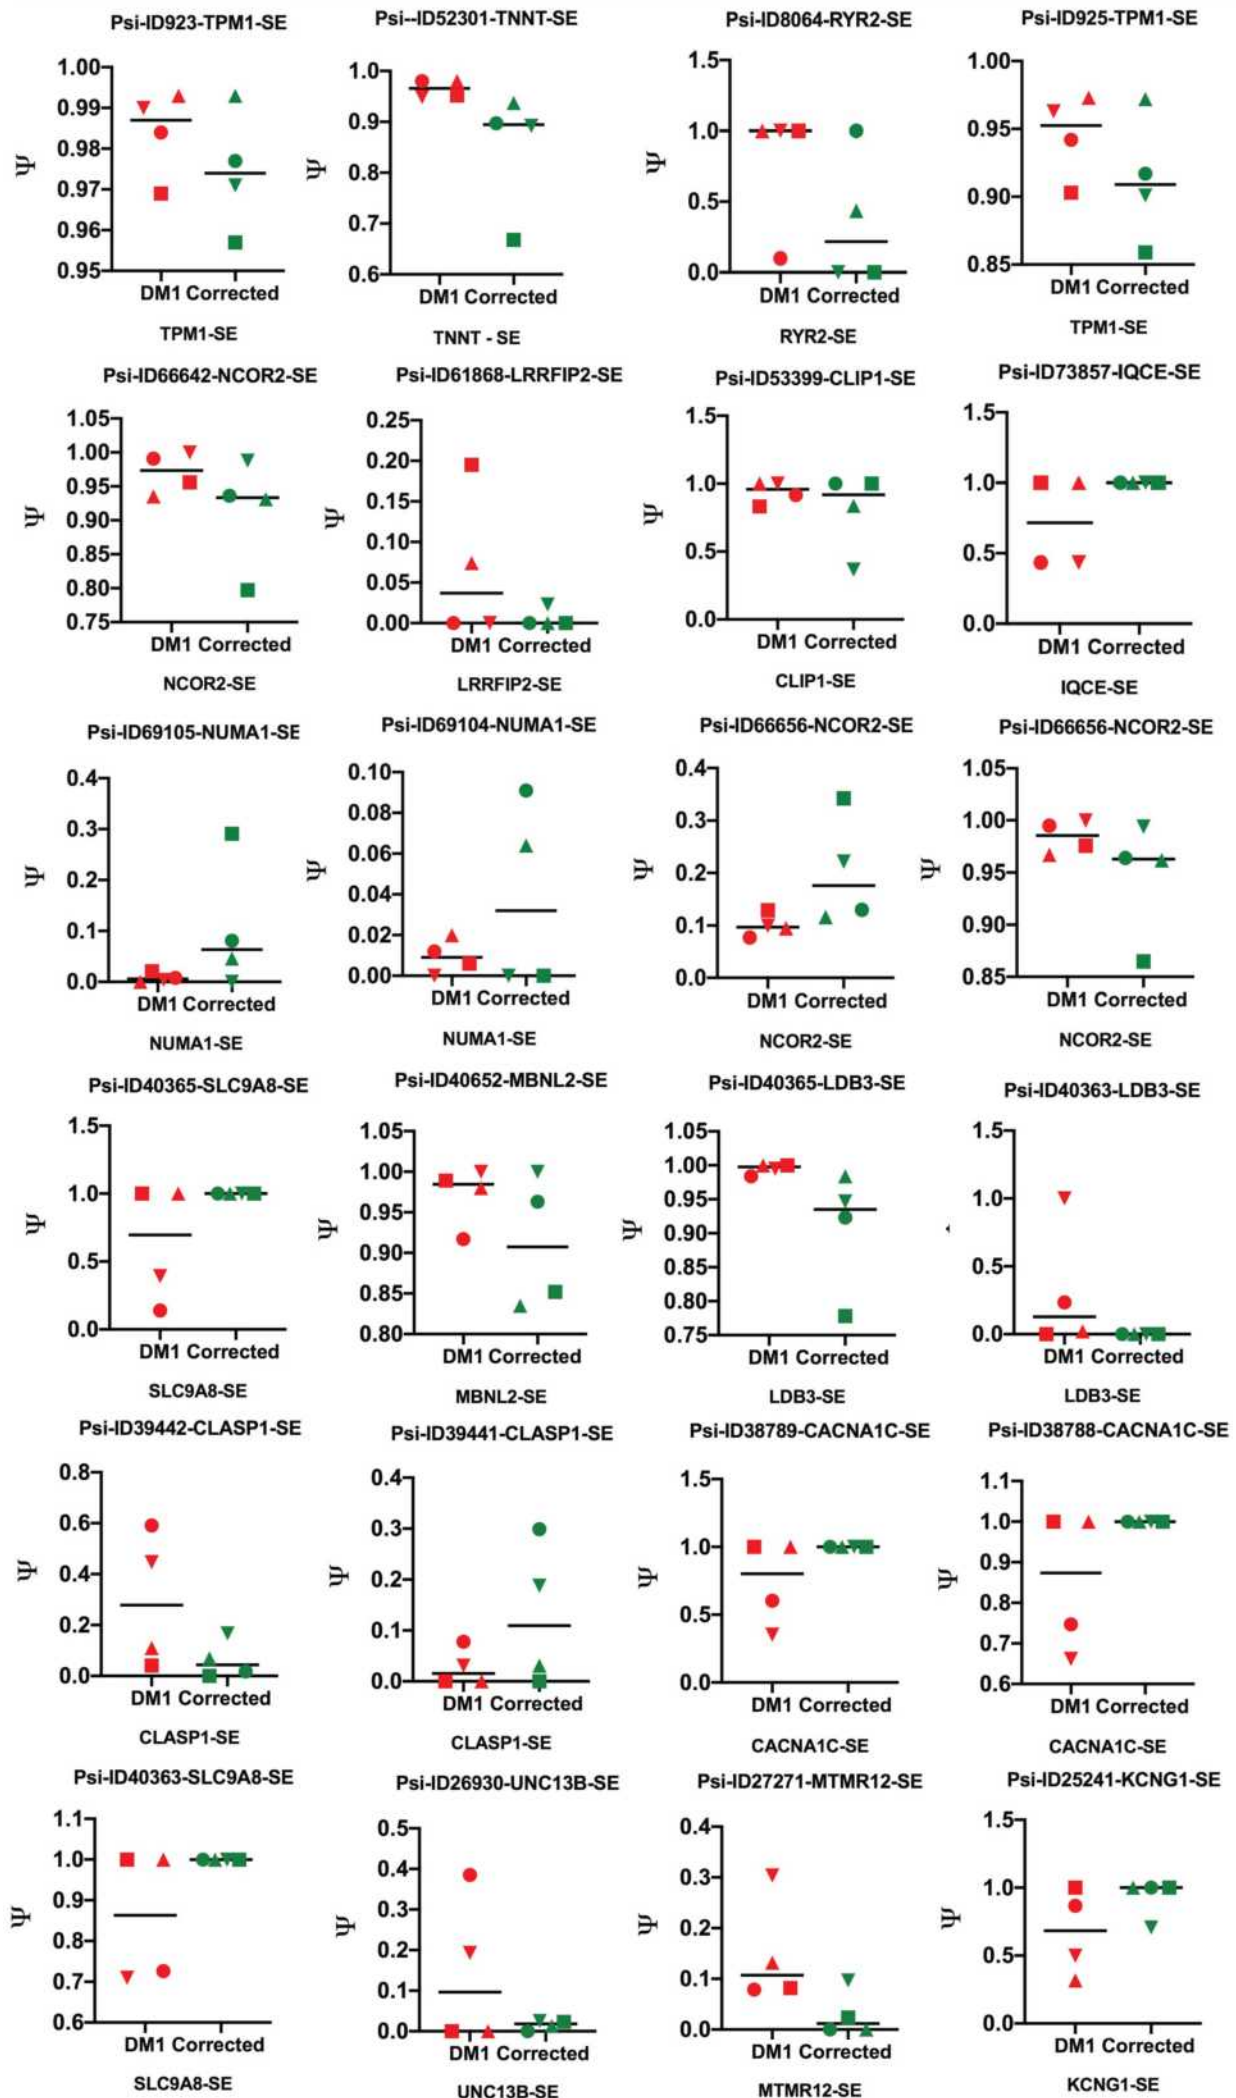 Psi-ID923-TPM1-SE
Ψ
1.00
0.99
0.98
0.97
0.96
0.95
DM1 Corrected
TPM1-SE
Psi--ID52301-TNNT-SE
Ψ
1.0
0.9
0.8
0.7
0.6
DM1 Corrected
TNNT - SE
Psi-ID8064-RYR2-SE
Ψ
1.5
1.0
0.5
0.0
DM1 Corrected
RYR2-SE
Psi-ID925-TPM1-SE
Ψ
1.00
0.95
0.90
0.85
DM1 Corrected
TPM1-SE
Psi-ID66642-NCOR2-SE
Ψ
1.05
1.00
0.95
0.90
0.85
0.80
0.75
DM1 Corrected
NCOR2-SE
Psi-ID61868-LRRFIP2-SE
Ψ
0.25
0.20
0.15
0.10
0.05
0.00
DM1 Corrected
LRRFIP2-SE
Psi-ID53399-CLIP1-SE
Ψ
1.5
1.0
0.5
0.0
DM1 Corrected
CLIP1-SE
Psi-ID73857-IQCE-SE
Ψ
1.5
1.0
0.5
0.0
DM1 Corrected
IQCE-SE
Psi-ID69105-NUMA1-SE
Ψ
0.4
0.3
0.2
0.1
0.0
DM1 Corrected
NUMA1-SE
Psi-ID69104-NUMA1-SE
Ψ
0.10
0.08
0.06
0.04
0.02
0.00
DM1 Corrected
NUMA1-SE
Psi-ID66656-NCOR2-SE
Ψ
0.4
0.3
0.2
0.1
0.0
DM1 Corrected
NCOR2-SE
Psi-ID66656-NCOR2-SE
Ψ
1.05
1.00
0.95
0.90
0.85
DM1 Corrected
NCOR2-SE
Psi-ID40365-SLC9A8-SE
Ψ
1.5
1.0
0.5
0.0
DM1 Corrected
SLC9A8-SE
Psi-ID40652-MBNL2-SE
Ψ
1.05
1.00
0.95
0.90
0.85
0.80
DM1 Corrected
MBNL2-SE
Psi-ID40365-LDB3-SE
Ψ
1.05
1.00
0.95
0.90
0.85
0.80
0.75
DM1 Corrected
LDB3-SE
Psi-ID40363-LDB3-SE
1.5
1.0
0.5
0.0
DM1 Corrected
LDB3-SE
Psi-ID39442-CLASP1-SE
Ψ
0.8
0.6
0.4
0.2
0.0
DM1 Corrected
CLASP1-SE
Psi-ID39441-CLASP1-SE
Ψ
0.4
0.3
0.2
0.1
0.0
DM1 Corrected
CLASP1-SE
Psi-ID38789-CACNA1C-SE
Ψ
1.5
1.0
0.5
0.0
DM1 Corrected
CACNA1C-SE
Psi-ID38788-CACNA1C-SE
Ψ
1.1
1.0
0.9
0.8
0.7
0.6
DM1 Corrected
CACNA1C-SE
Psi-ID40363-SLC9A8-SE
Ψ
1.1
1.0
0.9
0.8
0.7
0.6
DM1 Corrected
SLC9A8-SE
Psi-ID26930-UNC13B-SE
Ψ
0.5
0.4
0.3
0.2
0.1
0.0
DM1 Corrected
UNC13B-SE
Psi-ID27271-MTMR12-SE
Ψ
0.4
0.3
0.2
0.1
0.0
DM1 Corrected
MTMR12-SE
Psi-ID25241-KCNG1-SE
Ψ
1.5
1.0
0.5
0.0
DM1 Corrected
KCNG1-SE